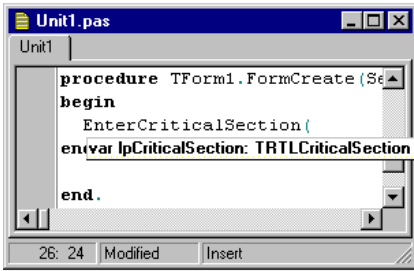 Unit1.pas
Unit1
procedure TForm1.FormCreate(Se
begin
EnterCriticalSection(
en
var lpCriticalSection: TRTLCriticalSection
end.
26: 24 Modified Insert